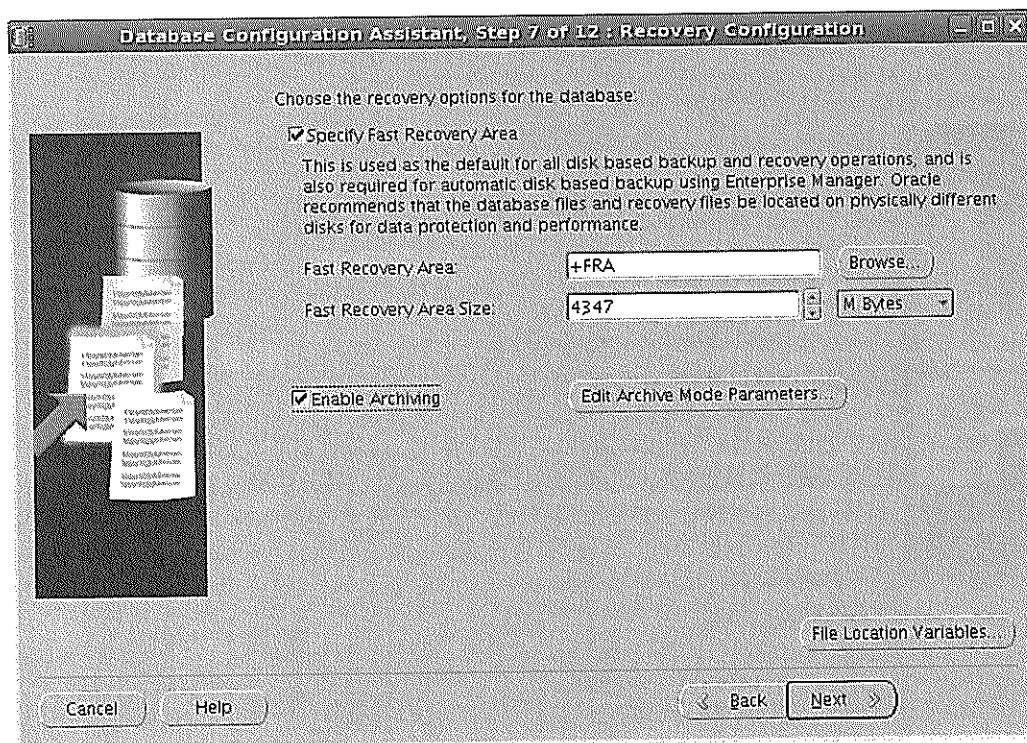 Database Configuration Assistant, Step 7 of 12 : Recovery Configuration
Choose the recovery options for the database:
Specify Fast Recovery Area
This is used as the default for all disk based backup and recovery operations, and is
also required for automatic disk based backup using Enterprise Manager. Oracle
recommends that the database files and recovery files be located on physically different
disks for data protection and performance.
Fast Recovery Area: +FRA Browse...
Fast Recovery Area Size: 4347 M Bytes
Enable Archiving Edit Archive Mode Parameters...
File Location Variables...
Cancel Help Back Next